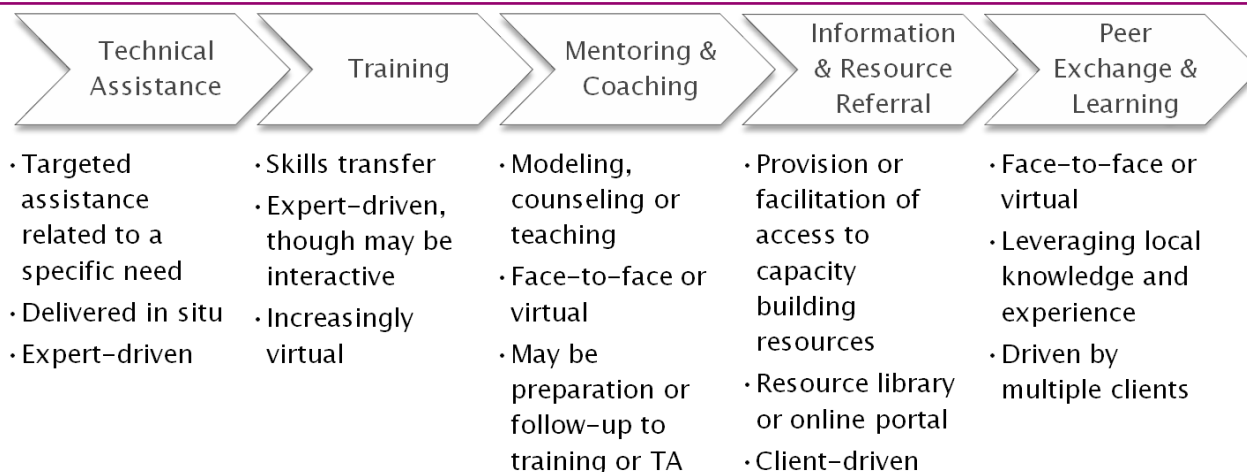 Technical
Assistance
Training
Mentoring &
Coaching
Information
& Resource
Referral
Peer
Exchange &
Learning
· Targeted
assistance
related to a
specific need
· Delivered in situ
· Expert-driven
· Skills transfer
· Expert-driven,
though may be
interactive
· Increasingly
virtual
· Modeling,
counseling or
teaching
· Face-to-face or
virtual
· May be
preparation or
follow-up to
training or TA
· Provision or
facilitation of
access to
capacity
building
resources
· Resource library
or online portal
· Client-driven
· Face-to-face or
virtual
· Leveraging local
knowledge and
experience
· Driven by
multiple clients